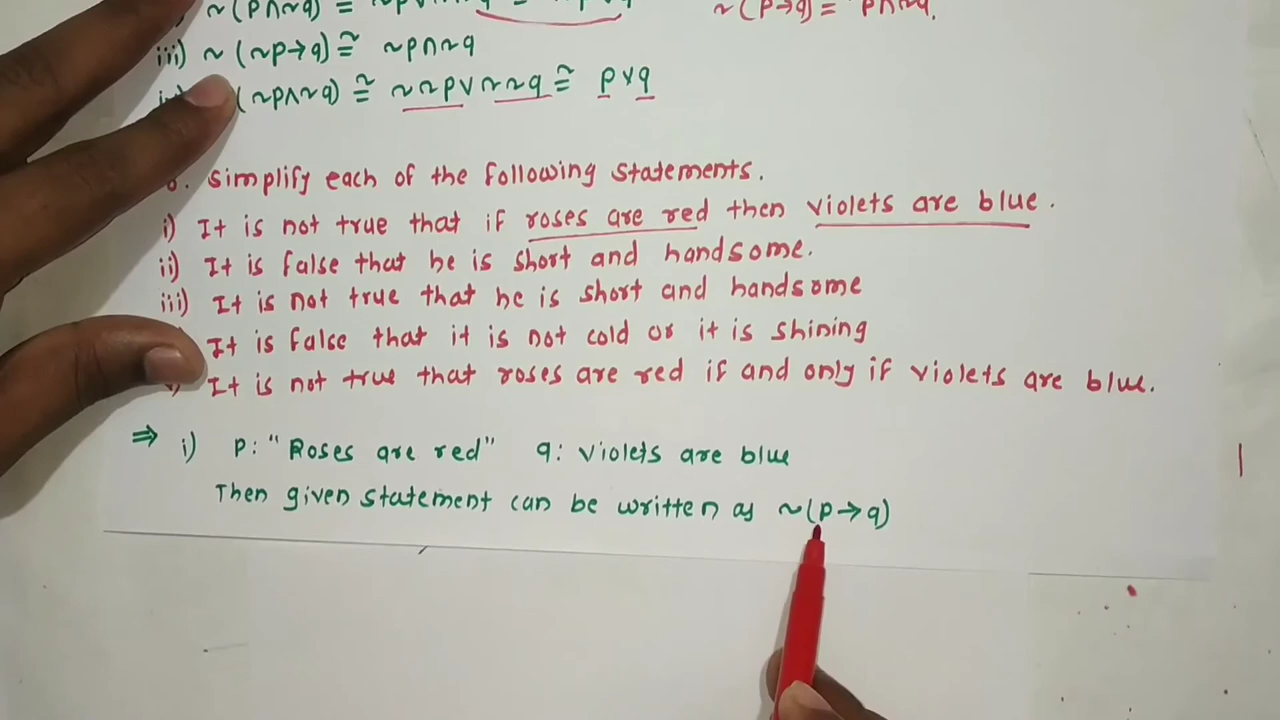 ~(p∧~q) ≅ ~p∨
~(p→q) ≅ p∧~q.
iii) ~(~p→q) ≅ ~p∧~q
(~p∧~q) ≅ ~~p∨~~q ≅ p∨q
simplify each of the following statements.
i) It is not true that if roses are red then violets are blue.
ii) It is false that he is short and handsome.
iii) It is not true that he is short and handsome
It is false that it is not cold or it is shining
v) It is not true that roses are red if and only if violets are blue.
⇒ i) p: "Roses are red" q: violets are blue
Then given statement can be written as ~(p→q)